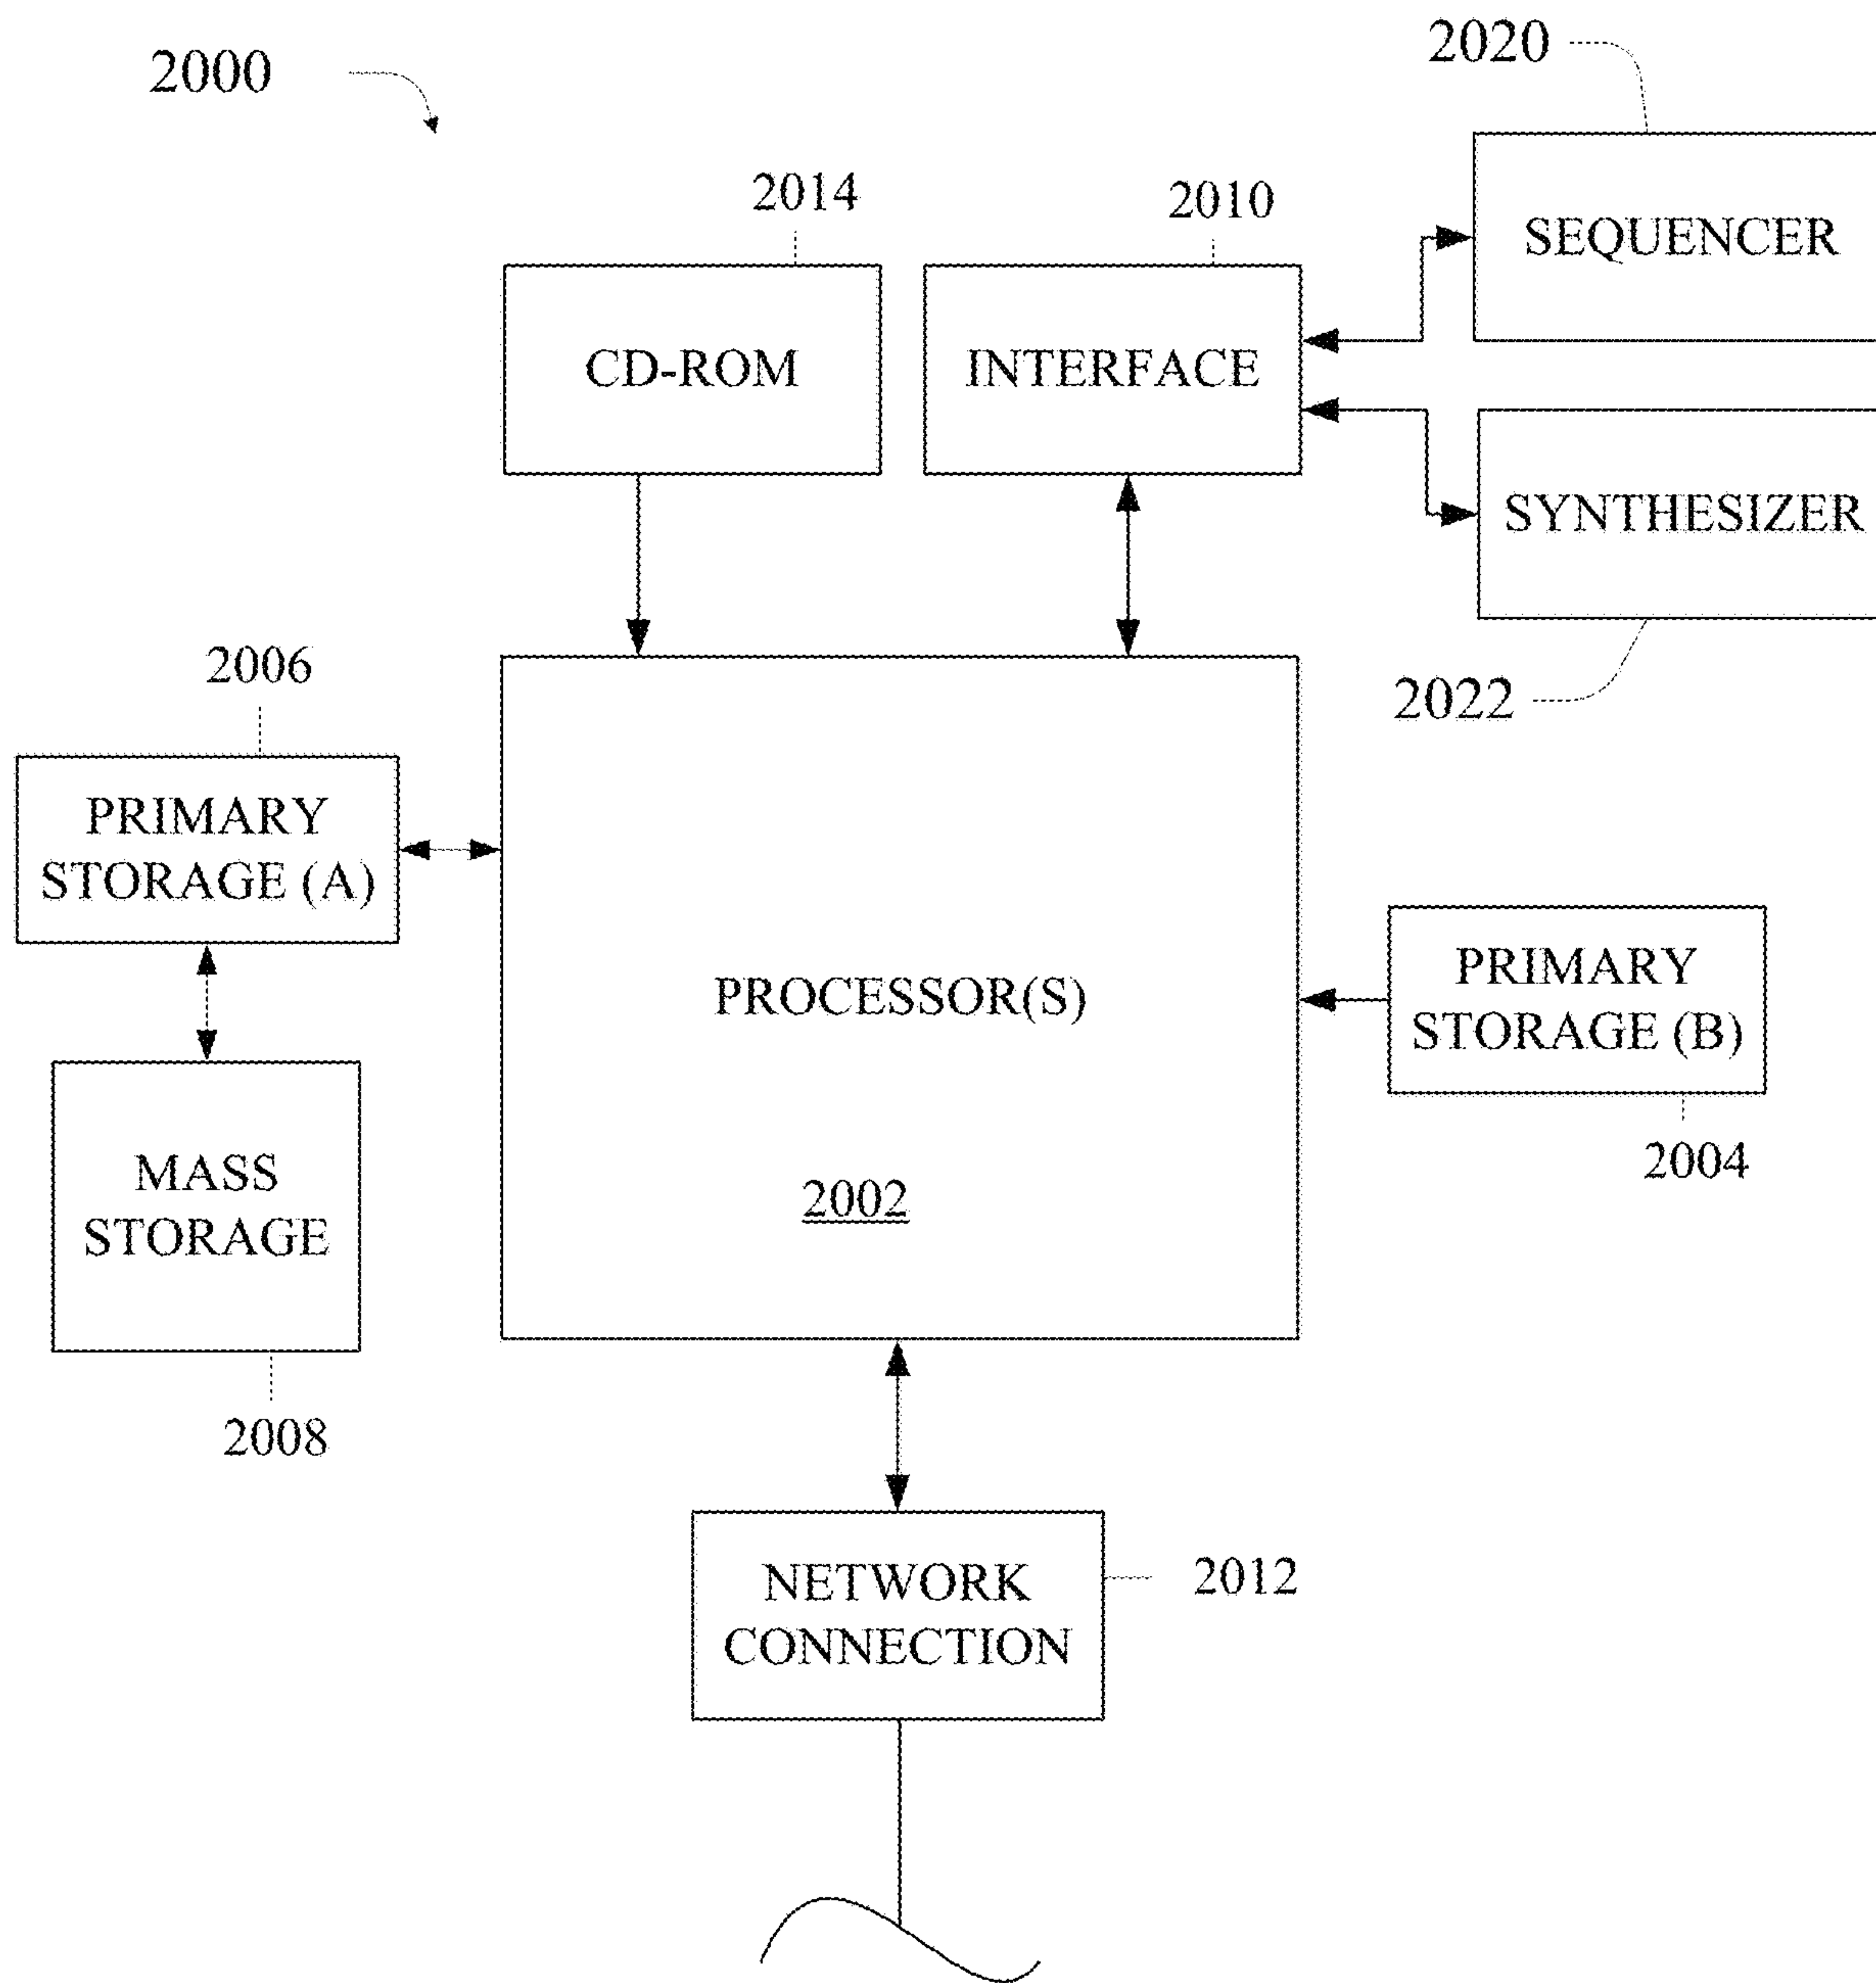 2000
2020
2014
2010
SEQUENCER
CD-ROM
INTERFACE
SYNTHESIZER
2006
2022
PRIMARY
STORAGE (A)
PROCESSOR(S)
2002
PRIMARY
STORAGE (B)
2004
MASS
STORAGE
2008
NETWORK
CONNECTION
2012